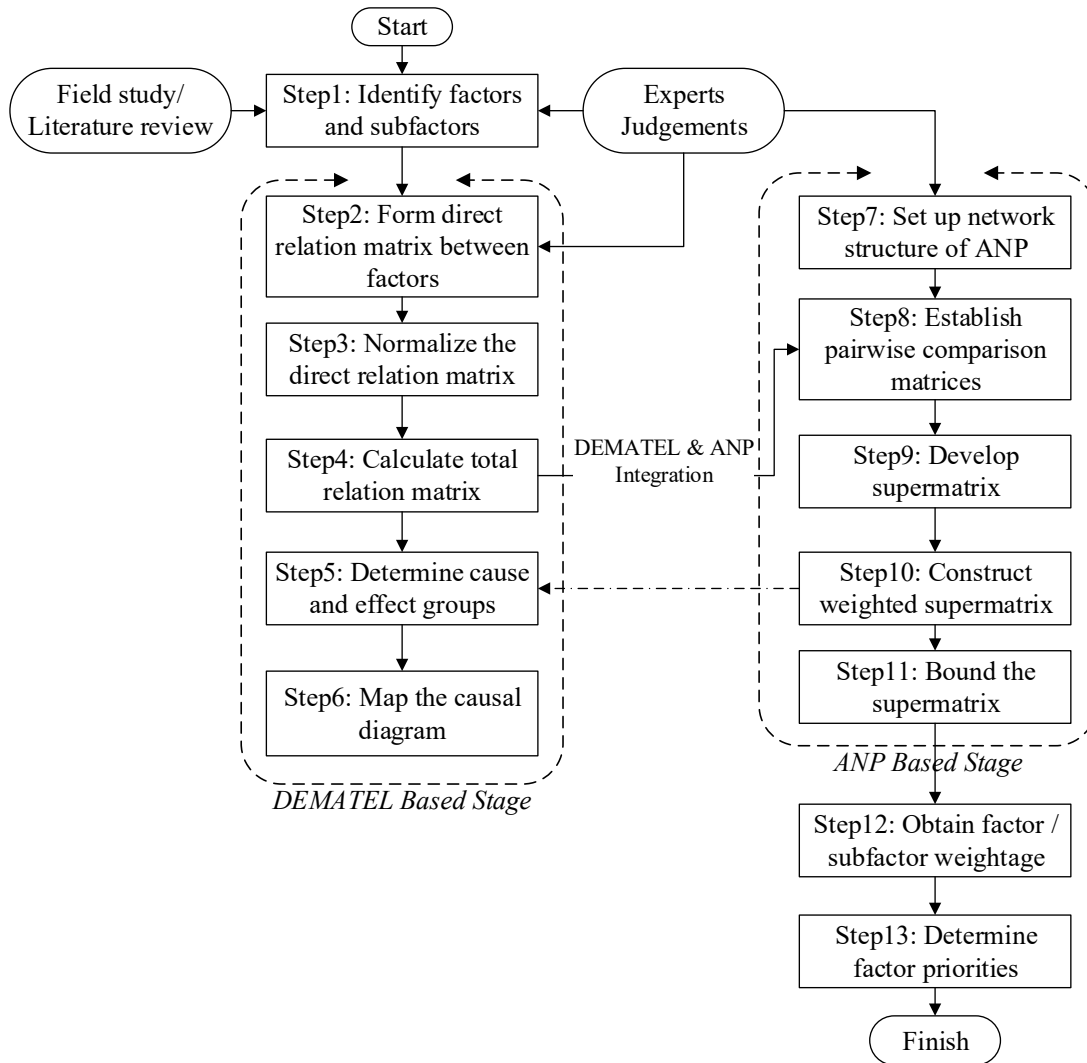 Start
Field study/
Literature review
Step1: Identify factors
and subfactors
Experts
Judgements
Step2: Form direct
relation matrix between
factors
Step3: Normalize the
direct relation matrix
Step4: Calculate total
relation matrix
Step5: Determine cause
and effect groups
Step6: Map the causal
diagram
DEMATEL Based Stage
DEMATEL & ANP
Integration
Step7: Set up network
structure of ANP
Step8: Establish
pairwise comparison
matrices
Step9: Develop
supermatrix
Step10: Construct
weighted supermatrix
Step11: Bound the
supermatrix
ANP Based Stage
Step12: Obtain factor /
subfactor weightage
Step13: Determine
factor priorities
Finish